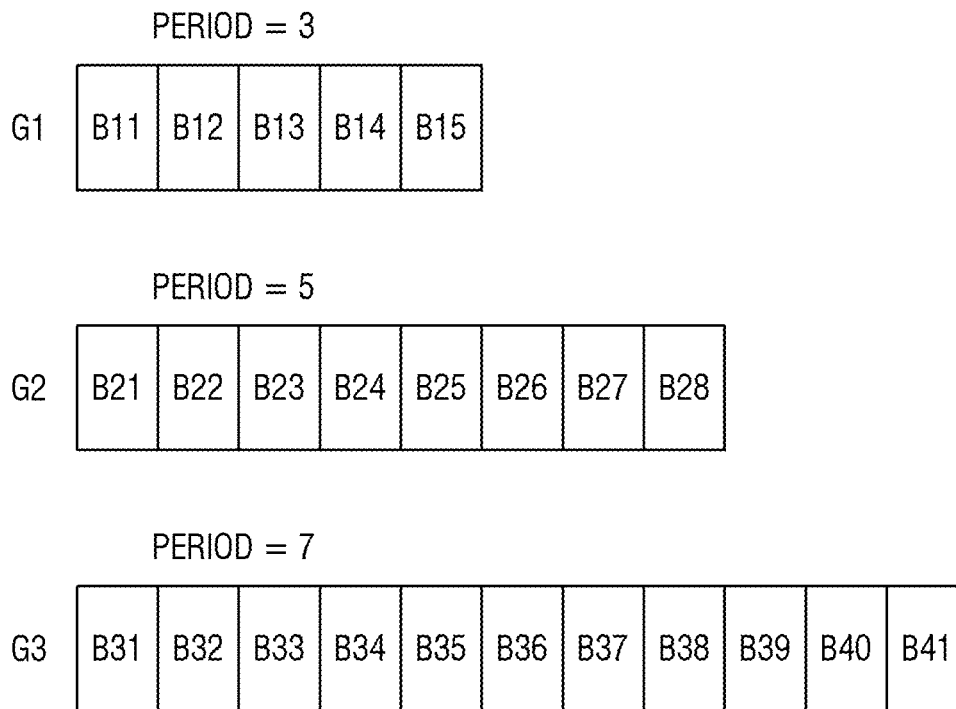 PERIOD = 3
G1 B11 B12 B13 B14 B15
PERIOD = 5
G2 B21 B22 B23 B24 B25 B26 B27 B28
PERIOD = 7
G3 B31 B32 B33 B34 B35 B36 B37 B38 B39 B40 B41